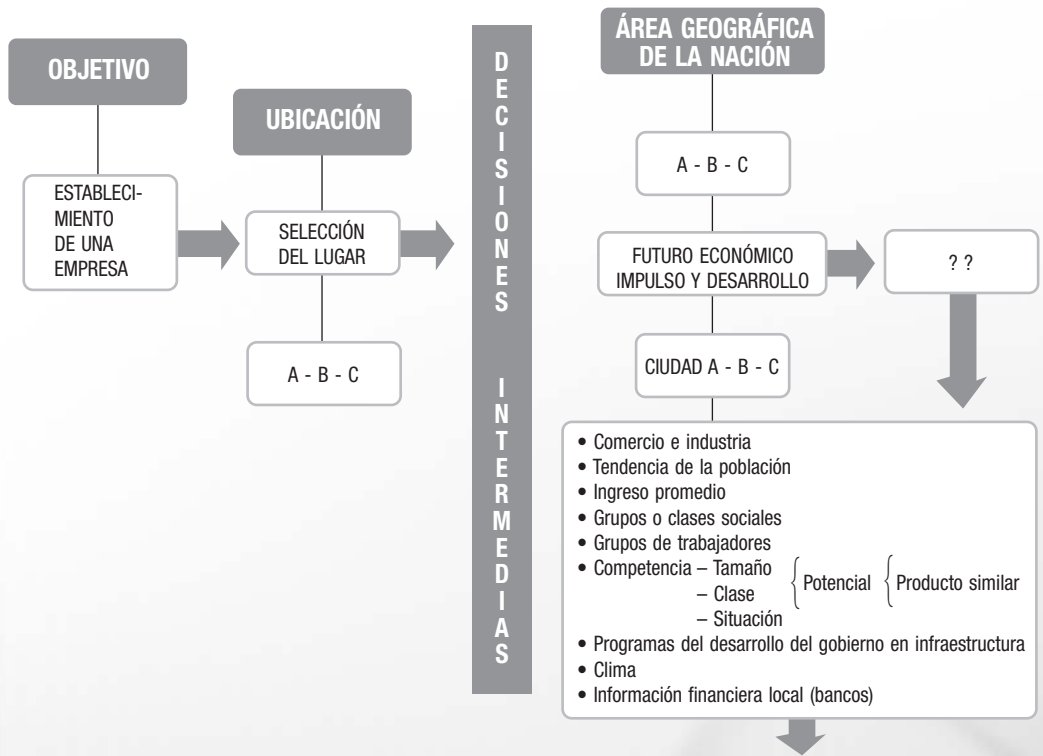 OBJETIVO
ESTABLECI-
MIENTO
DE UNA
EMPRESA
UBICACIÓN
SELECCIÓN
DEL LUGAR
A - B - C
DECISIONES INTERMEDIAS
ÁREA GEOGRÁFICA
DE LA NACIÓN
A - B - C
FUTURO ECONÓMICO
IMPULSO Y DESARROLLO
? ?
CIUDAD A - B - C
• Comercio e industria
• Tendencia de la población
• Ingreso promedio
• Grupos o clases sociales
• Grupos de trabajadores
• Competencia – Tamaño
– Clase { Potencial { Producto similar
– Situación
• Programas del desarrollo del gobierno en infraestructura
• Clima
• Información financiera local (bancos)